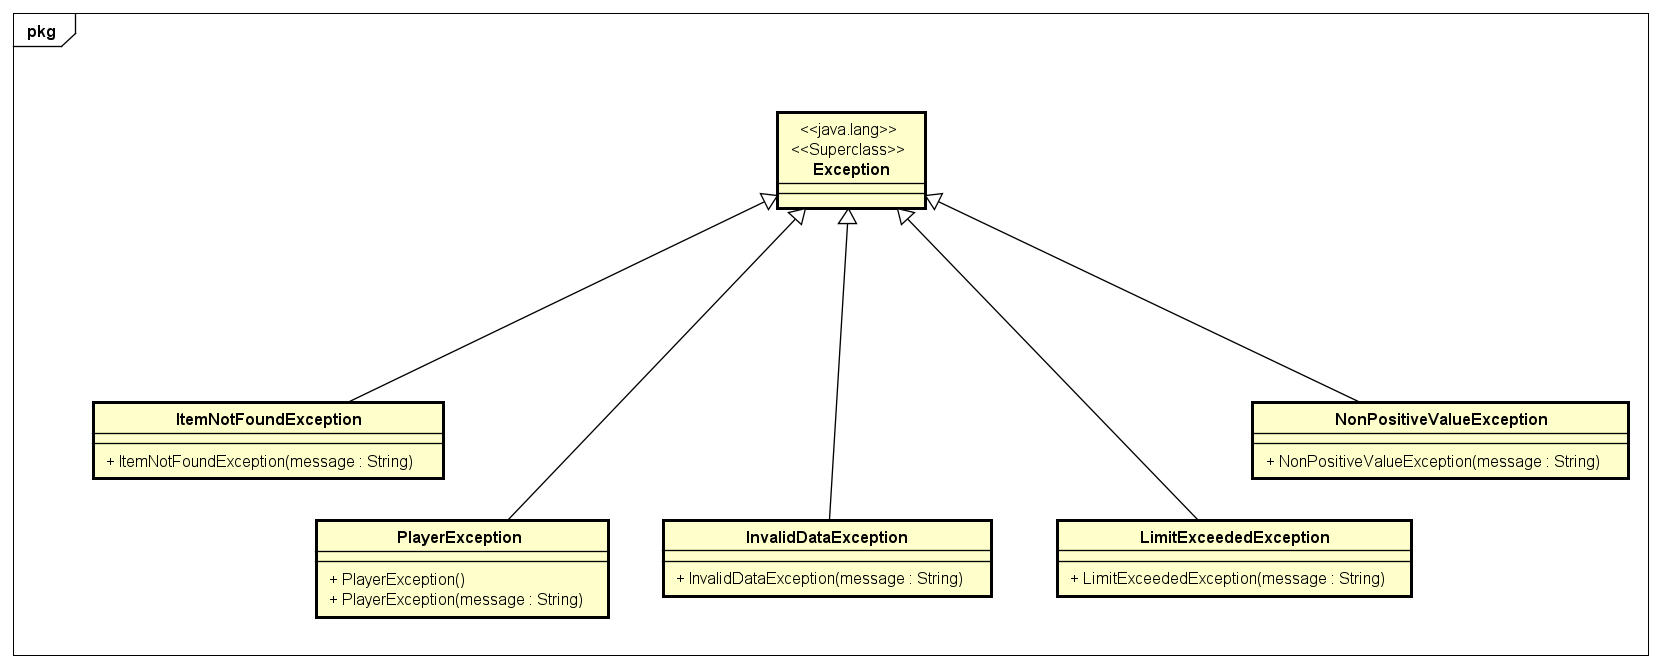 pkg
<<java.lang>>
<<Superclass>>
Exception
ItemNotFoundException
+ ItemNotFoundException(message : String)
NonPositiveValueException
+ NonPositiveValueException(message : String)
PlayerException
+ PlayerException()
+ PlayerException(message : String)
InvalidDataException
+ InvalidDataException(message : String)
LimitExceededException
+ LimitExceededException(message : String)